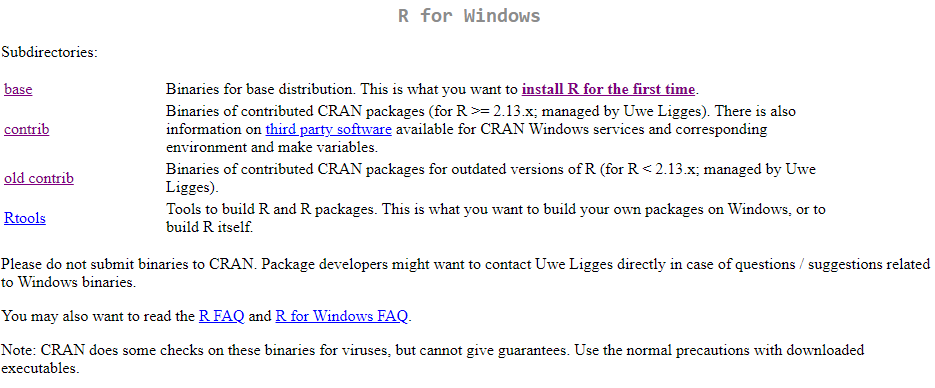 R for Windows
Subdirectories:
base Binaries for base distribution. This is what you want to install R for the first time.
Binaries of contributed CRAN packages (for R >= 2.13.x; managed by Uwe Ligges). There is also
contrib information on third party software available for CRAN Windows services and corresponding
environment and make variables.
old contrib Binaries of contributed CRAN packages for outdated versions of R (for R < 2.13.x; managed by Uwe
Ligges).
Rtools Tools to build R and R packages. This is what you want to build your own packages on Windows, or to
build R itself.
Please do not submit binaries to CRAN. Package developers might want to contact Uwe Ligges directly in case of questions / suggestions related
to Windows binaries.
You may also want to read the R FAQ and R for Windows FAQ.
Note: CRAN does some checks on these binaries for viruses, but cannot give guarantees. Use the normal precautions with downloaded
executables.